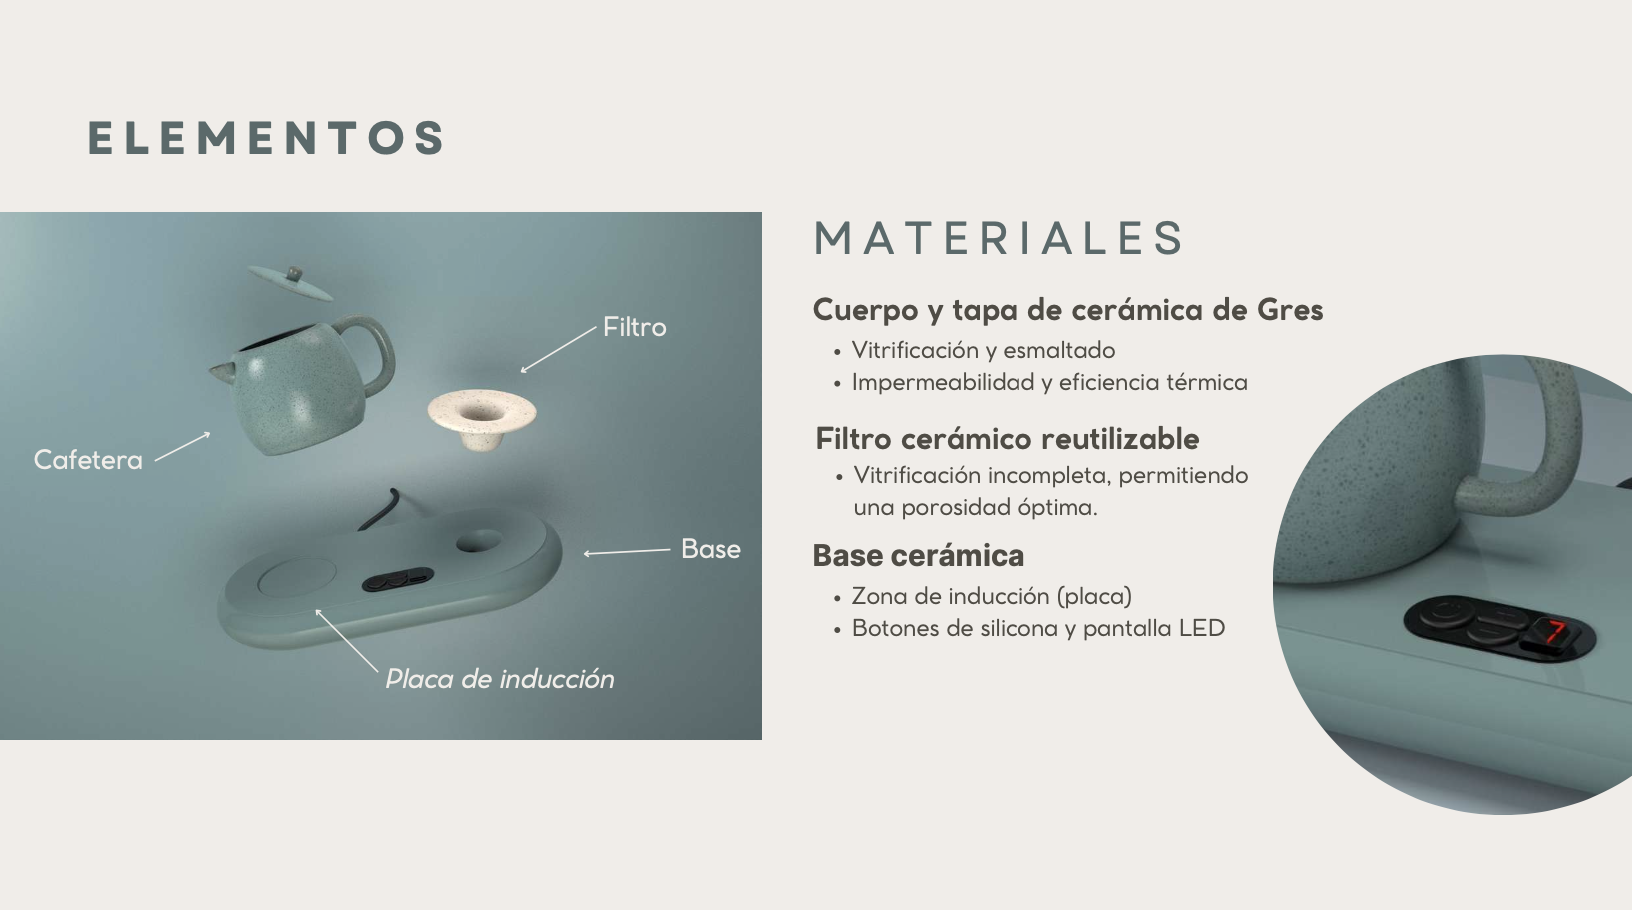 ELEMENTOS
Filtro
Cafetera
Base
Placa de inducción
MATERIALES
Cuerpo y tapa de cerámica de Gres
• Vitrificación y esmaltado
• Impermeabilidad y eficiencia térmica
Filtro cerámico reutilizable
• Vitrificación incompleta, permitiendo
una porosidad óptima.
Base cerámica
• Zona de inducción (placa)
• Botones de silicona y pantalla LED
7